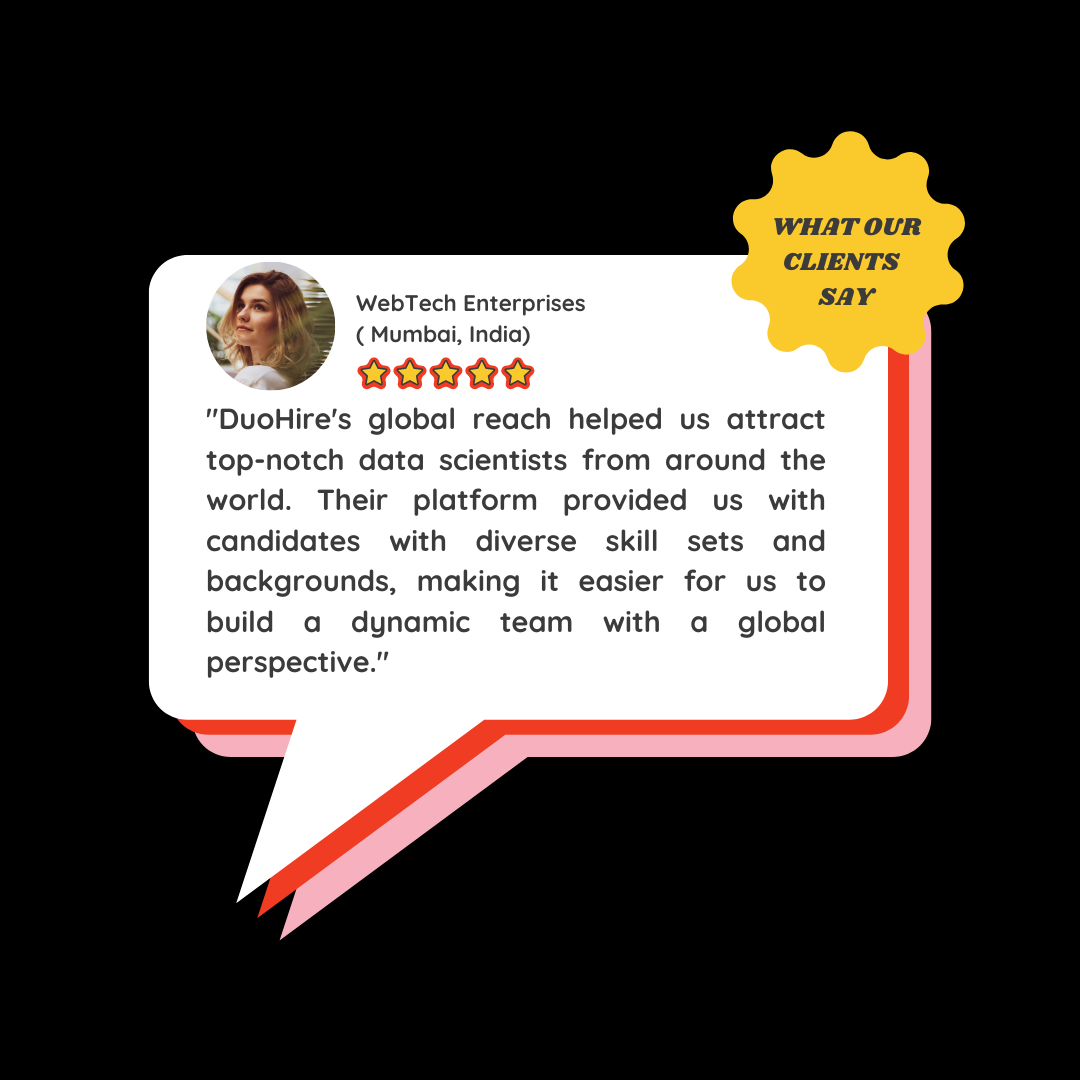 WHAT OUR
CLIENTS
SAY
WebTech Enterprises
( Mumbai, India)
"DuoHire's global reach helped us attract
top-notch data scientists from around the
world. Their platform provided us with
candidates with diverse skill sets and
backgrounds, making it easier for us to
build a dynamic team with a global
perspective."